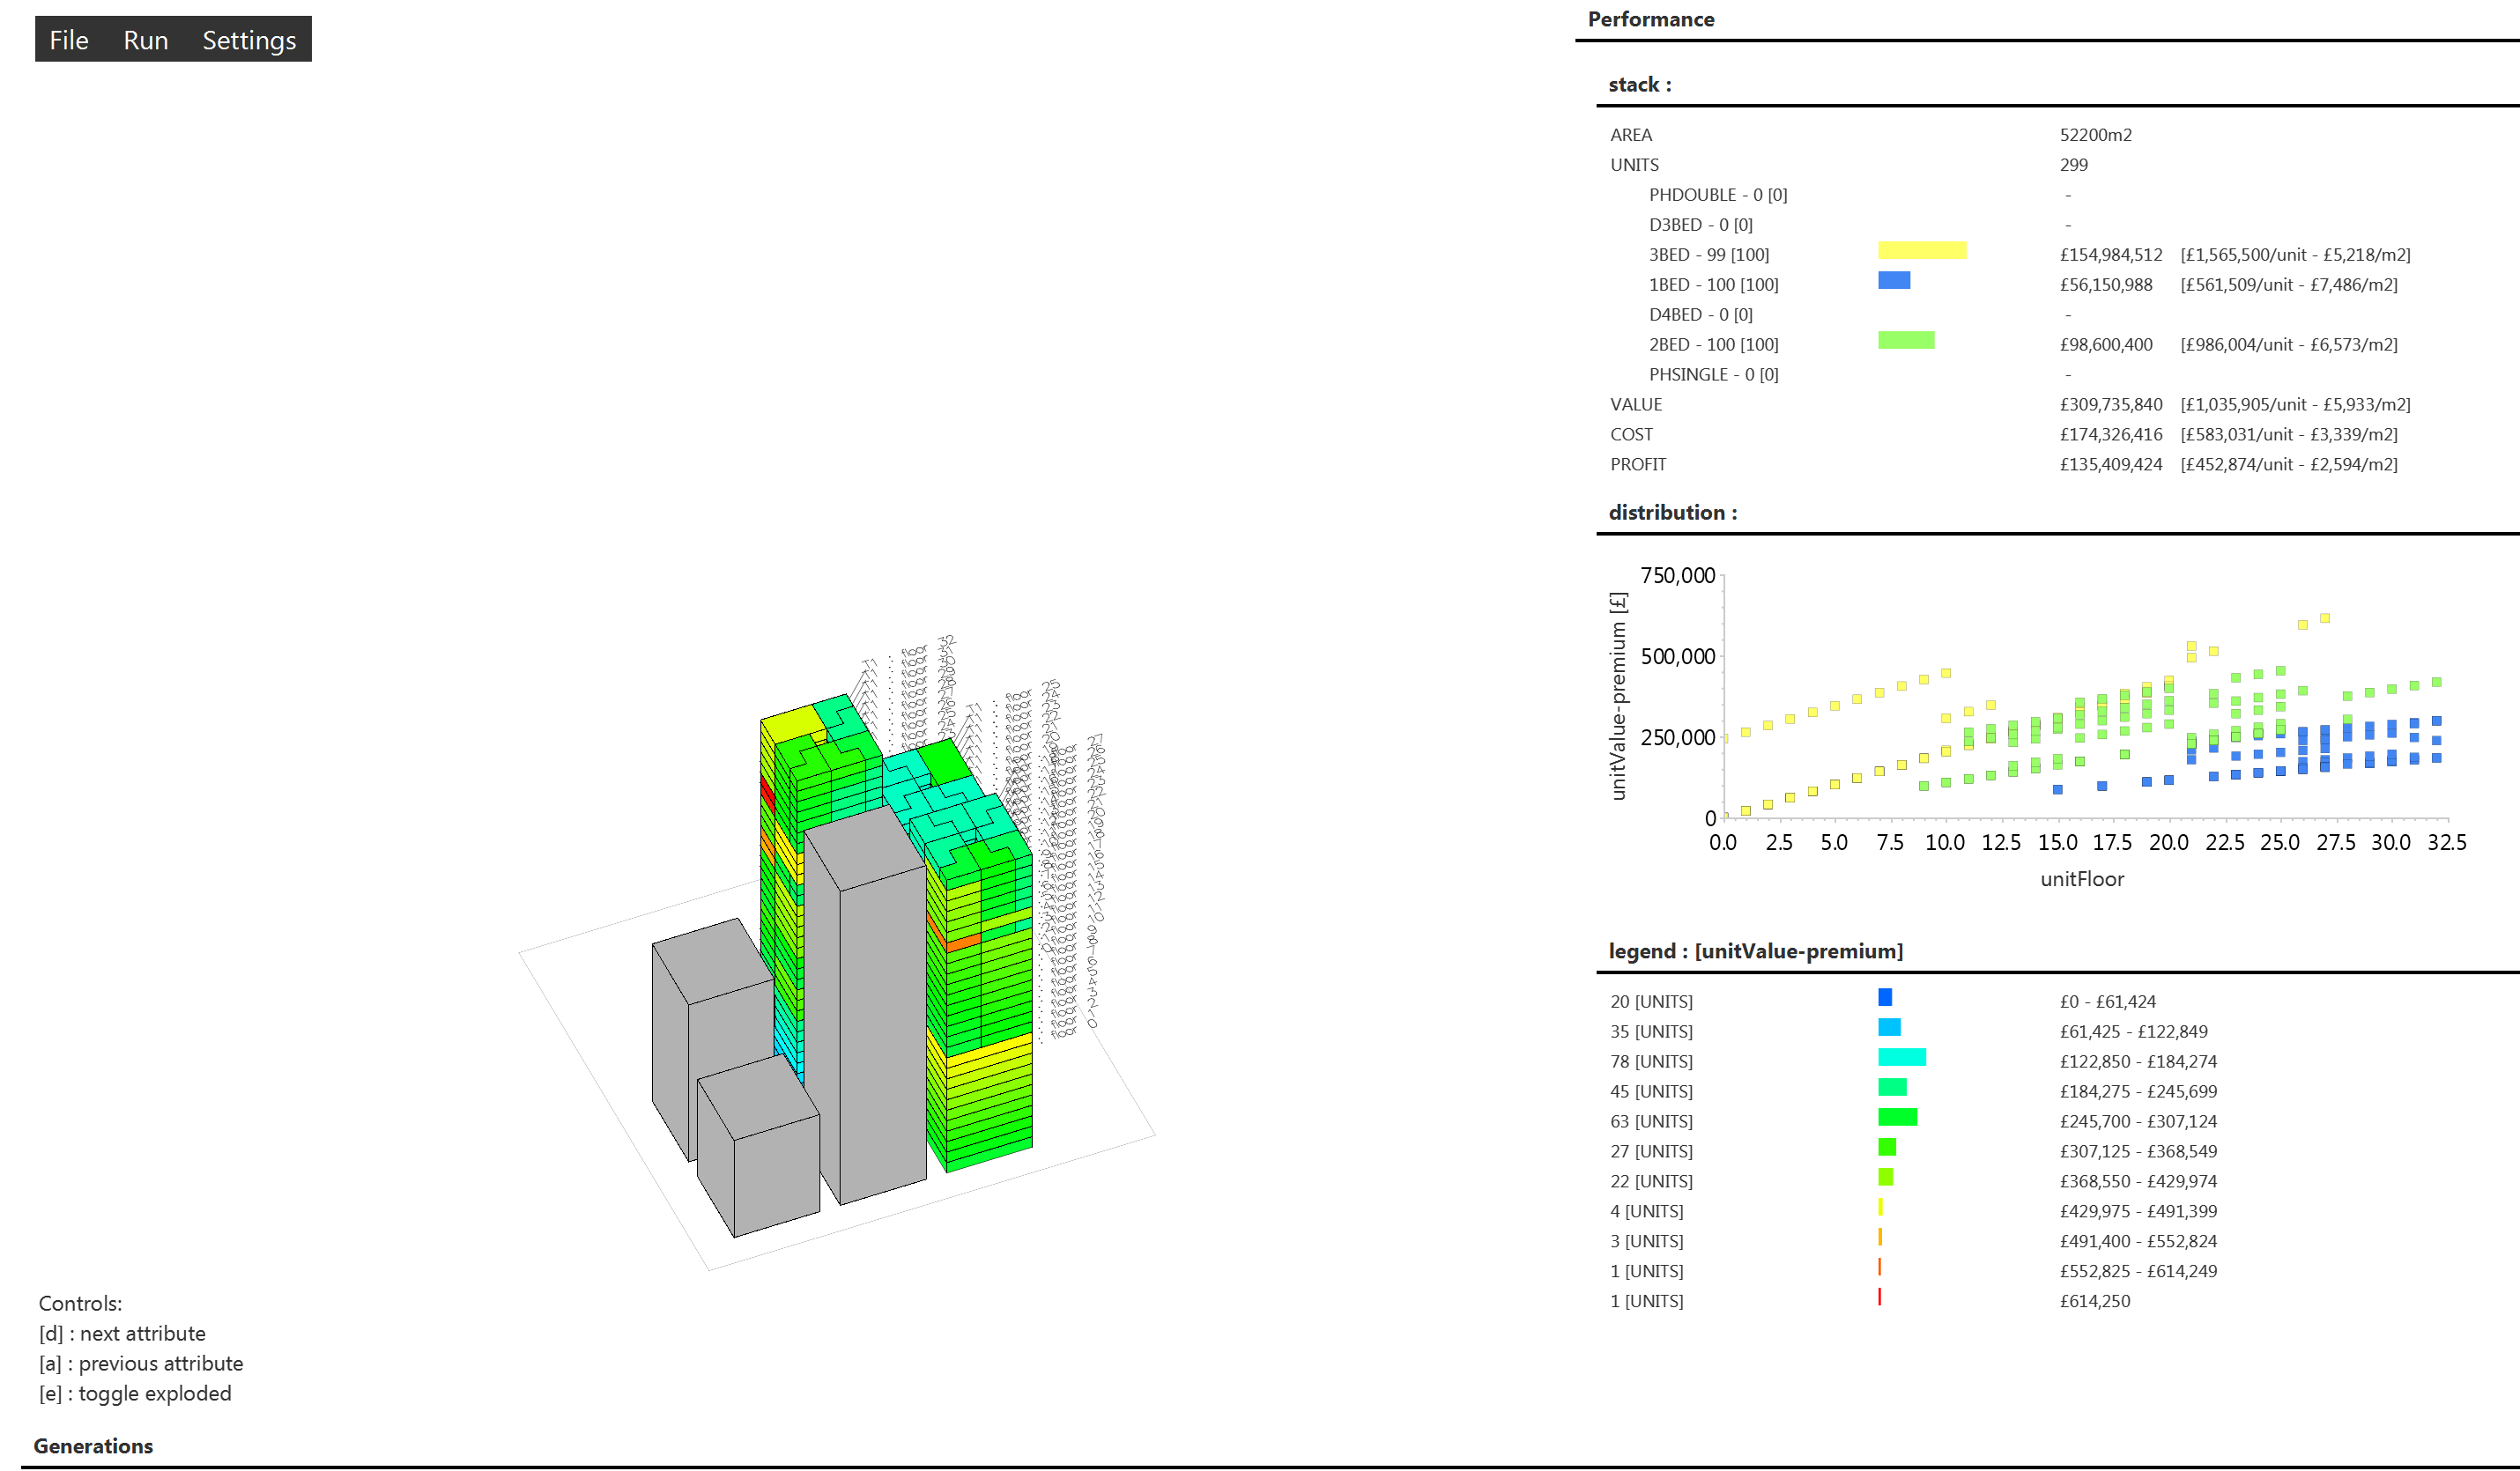 File Run Settings
Performance
stack :
AREA 52200m2
UNITS 299
PHDOUBLE - 0 [0] -
D3BED - 0 [0] -
3BED - 99 [100] £154,984,512 [£1,565,500/unit - £5,218/m2]
1BED - 100 [100] £56,150,988 [£561,509/unit - £7,486/m2]
D4BED - 0 [0] -
2BED - 100 [100] £98,600,400 [£986,004/unit - £6,573/m2]
PHSINGLE - 0 [0] -
VALUE £309,735,840 [£1,035,905/unit - £5,933/m2]
COST £174,326,416 [£583,031/unit - £3,339/m2]
PROFIT £135,409,424 [£452,874/unit - £2,594/m2]
distribution :
unitValue-premium [£]
750,000
500,000
250,000
0
0.0 2.5 5.0 7.5 10.0 12.5 15.0 17.5 20.0 22.5 25.0 27.5 30.0 32.5
unitFloor
legend : [unitValue-premium]
20 [UNITS] £0 - £61,424
35 [UNITS] £61,425 - £122,849
78 [UNITS] £122,850 - £184,274
45 [UNITS] £184,275 - £245,699
63 [UNITS] £245,700 - £307,124
27 [UNITS] £307,125 - £368,549
22 [UNITS] £368,550 - £429,974
4 [UNITS] £429,975 - £491,399
3 [UNITS] £491,400 - £552,824
1 [UNITS] £552,825 - £614,249
1 [UNITS] £614,250
Controls:
[d] : next attribute
[a] : previous attribute
[e] : toggle exploded
Generations